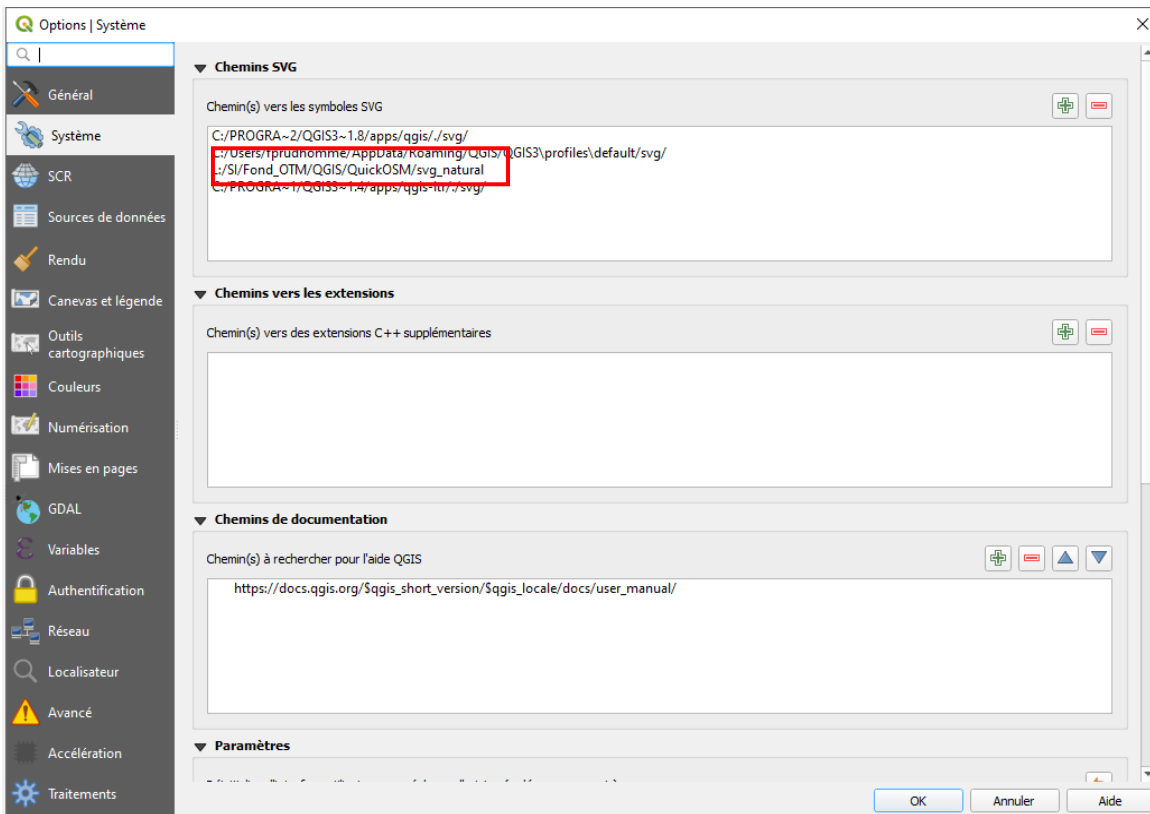 Options | Système
Général
Système
SCR
Sources de données
Rendu
Canevas et légende
Outils
cartographiques
Couleurs
Numérisation
Mises en pages
GDAL
Variables
Authentification
Réseau
Localisateur
Avancé
Accélération
Traitements
Chemins SVG
Chemin(s) vers les symboles SVG
C:/PROGRA~2/QGIS3~1.8/apps/qgis/./svg/
C:/Users/fprudhomme/AppData/Roaming/QGIS/QGIS3\profiles\default/svg/
L:/SI/Fond_OTM/QGIS/QuickOSM/svg_natural
C:/PROGRA~1/QGIS3~1.4/apps/qgis-ltr/./svg/
Chemins vers les extensions
Chemin(s) vers des extensions C++ supplémentaires
Chemins de documentation
Chemin(s) à rechercher pour l'aide QGIS
https://docs.qgis.org/$qgis_short_version/$qgis_locale/docs/user_manual/
Paramètres
OK
Annuler
Aide